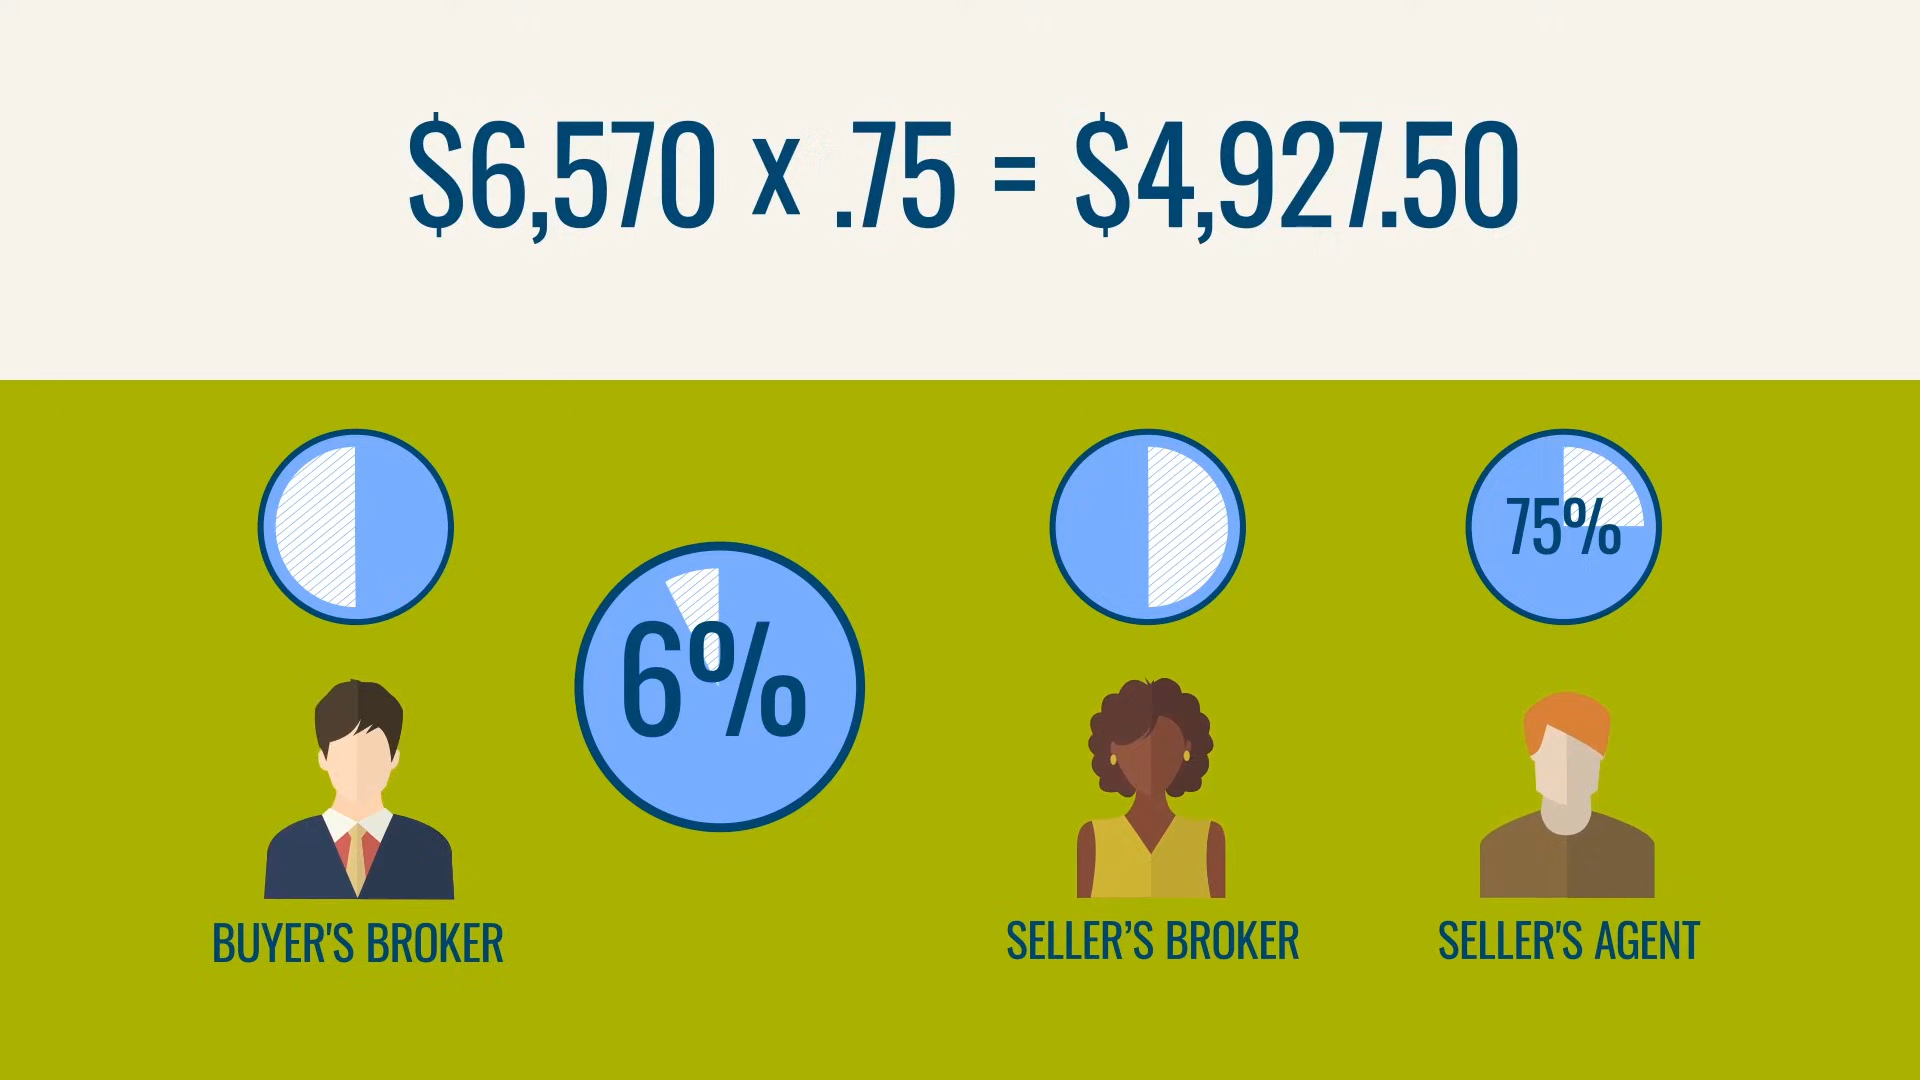 $6,570 x .75 = $4,927.50
75%
6%
BUYER'S BROKER
SELLER’S BROKER
SELLER'S AGENT